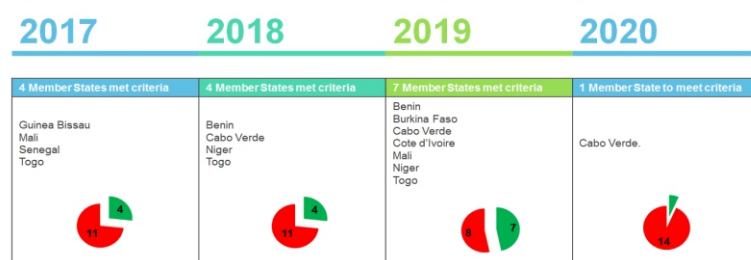 2017
2018
2019
2020
4 Member States met criteria
4 Member States met criteria
7 Member States met criteria
1 Member State to meet criteria
Guinea Bissau
Mali
Senegal
Togo
4
11
Benin
Cabo Verde
Niger
Togo
4
11
Benin
Burkina Faso
Cabo Verde
Cote d'Ivoire
Mali
Niger
Togo
8
7
Cabo Verde.
14